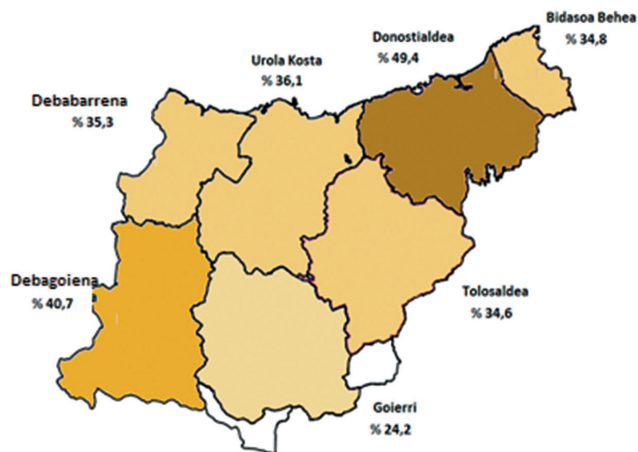 Bidasoa Behea
% 34,8
Donostialdea
% 49,4
Urola Kosta
% 36,1
Debabarrena
% 35,3
Debagoiena
% 40,7
Tolosaldea
% 34,6
Goierri
% 24,2